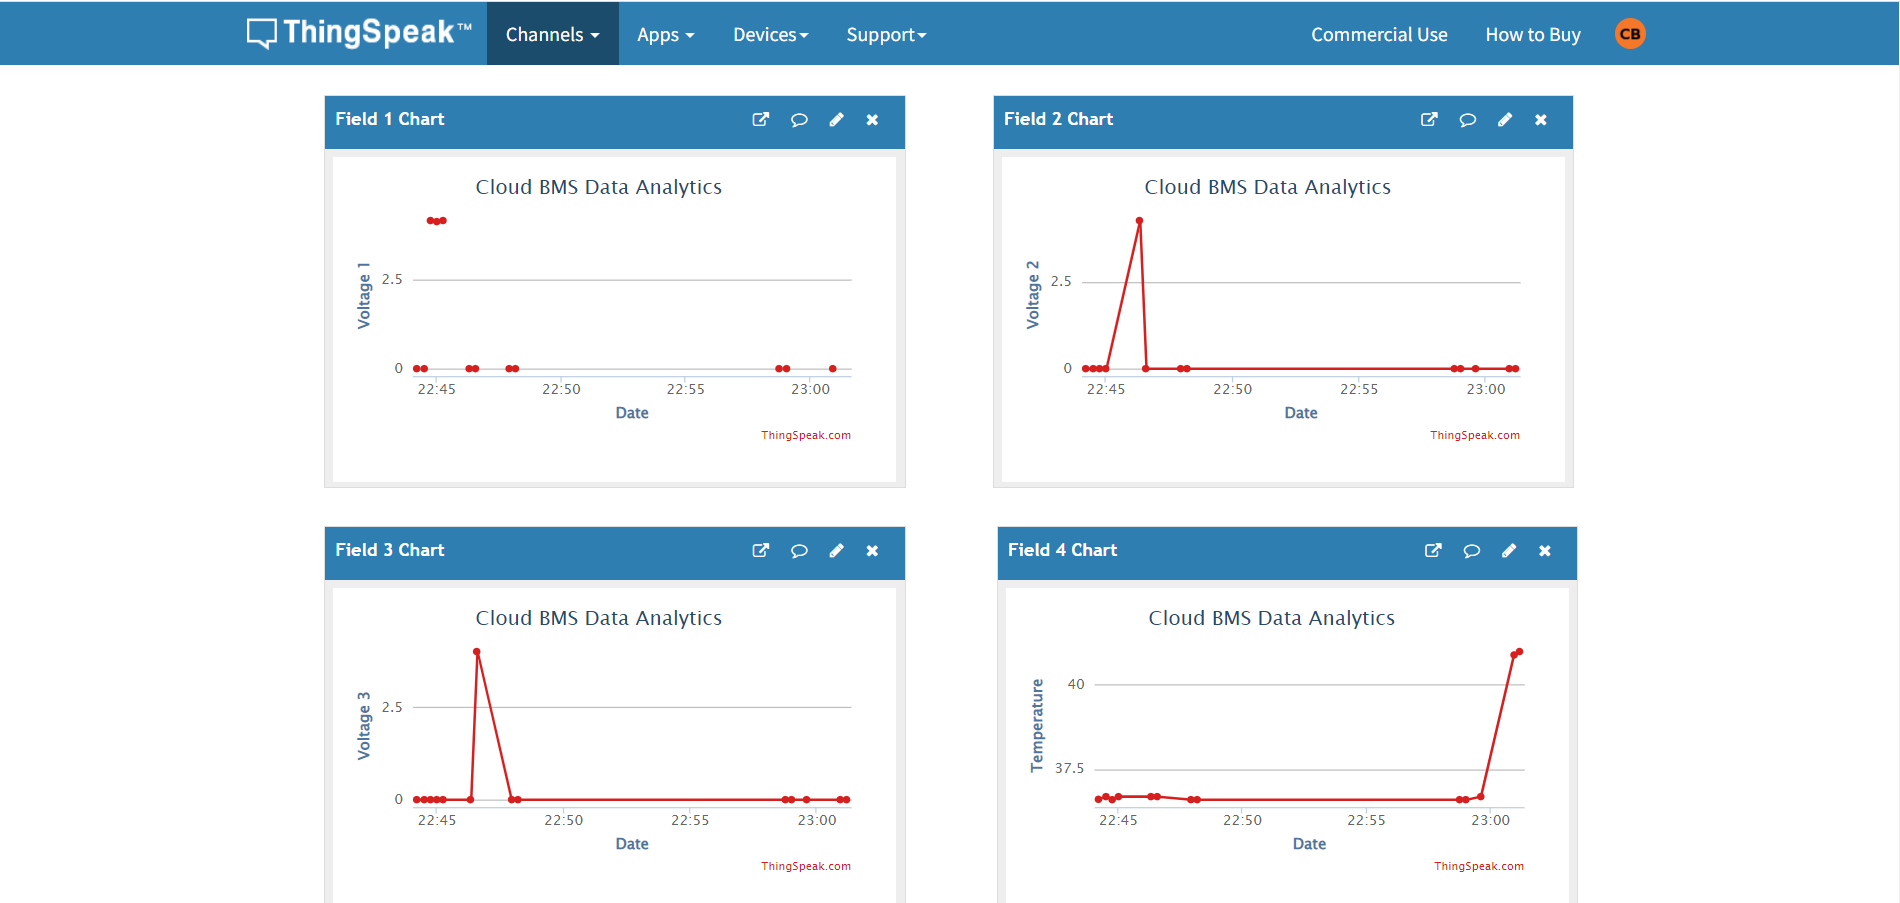 ThingSpeak™ Channels Apps Devices Support Commercial Use How to Buy CB
Field 1 Chart
Cloud BMS Data Analytics
Voltage 1
2.5
0
22:45 22:50 22:55 23:00
Date
ThingSpeak.com
Field 2 Chart
Cloud BMS Data Analytics
Voltage 2
2.5
0
22:45 22:50 22:55 23:00
Date
ThingSpeak.com
Field 3 Chart
Cloud BMS Data Analytics
Voltage 3
2.5
0
22:45 22:50 22:55 23:00
Date
ThingSpeak.com
Field 4 Chart
Cloud BMS Data Analytics
Temperature
40
37.5
22:45 22:50 22:55 23:00
Date
ThingSpeak.com